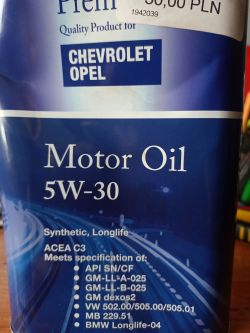 Quality Product for
1942039
CHEVROLET
OPEL
Motor Oil
5W-30
Synthetic, Longlife
ACEA C3
Meets specification of:
• API SN/CF
• GM-LL-A-025
• GM-LL-B-025
• GM dexos2
• VW 502.00/505.00/505.01
• MB 229.51
• BMW Longlife-04